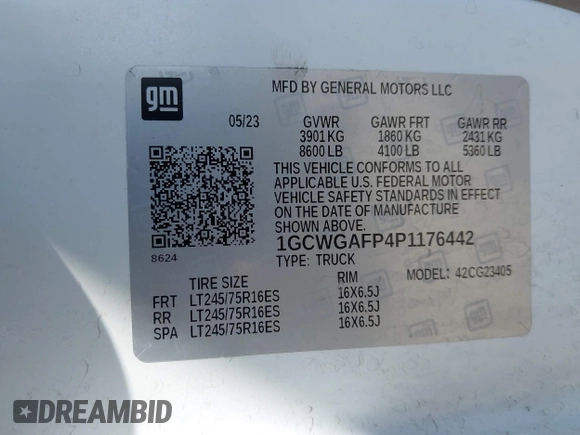 gm
MFD BY GENERAL MOTORS LLC
05/23 GVWR GAWR FRT GAWR RR
3901 KG 1860 KG 2431 KG
8600 LB 4100 LB 5360 LB
THIS VEHICLE CONFORMS TO ALL
APPLICABLE U.S. FEDERAL MOTOR
VEHICLE SAFETY STANDARDS IN EFFECT
ON THE DATE OF MANUFACTURE
SHOWN ABOVE.
8624
1GCWGAFP4P1176442
TYPE: TRUCK MODEL: 42CG23405
TIRE SIZE RIM
FRT LT245/75R16ES 16X6.5J
RR LT245/75R16ES 16X6.5J
SPA LT245/75R16ES 16X6.5J
DREAMBID